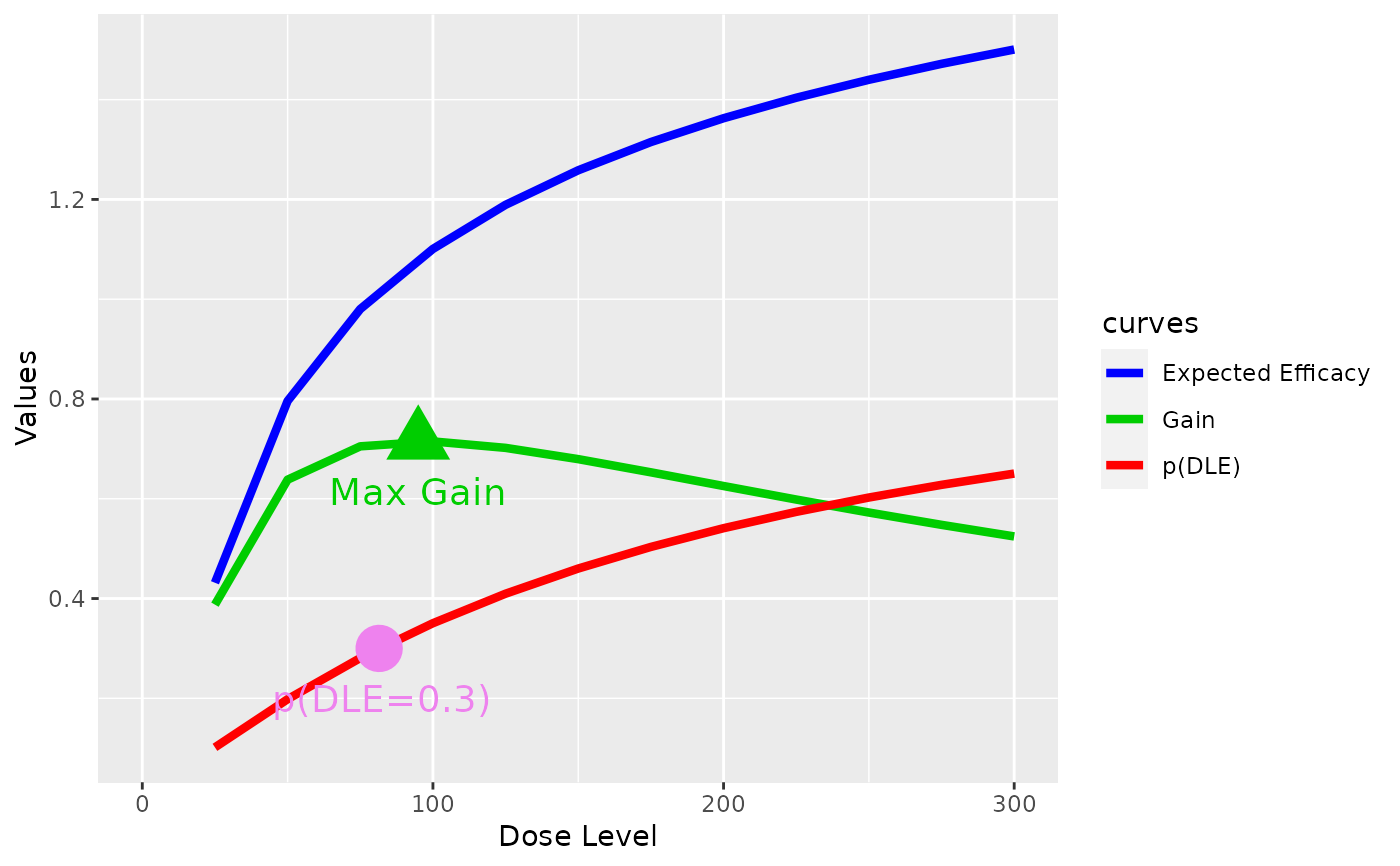 Values
1.2
0.8
0.4
Max Gain
p(DLE=0.3)
0
100
200
300
Dose Level
curves
Expected Efficacy
Gain
p(DLE)